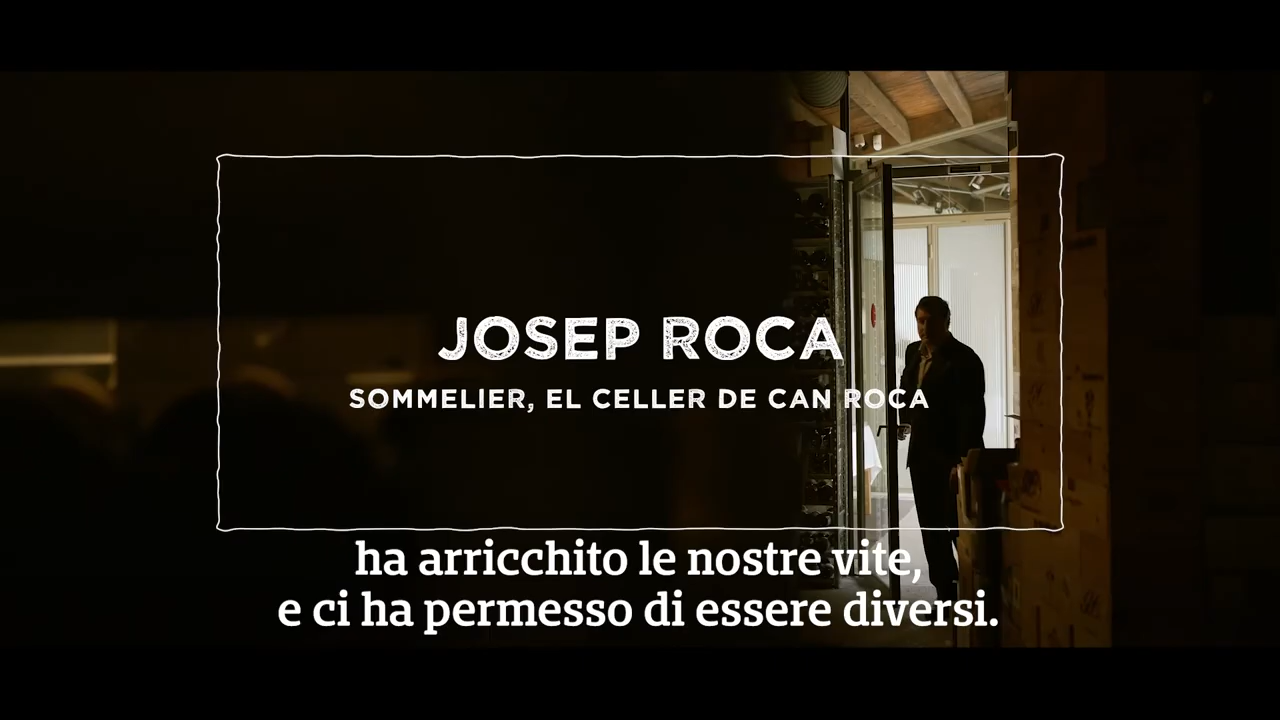 JOSEP ROCA
SOMMELIER, EL CELLER DE CAN ROCA
ha arricchito le nostre vite,
e ci ha permesso di essere diversi.